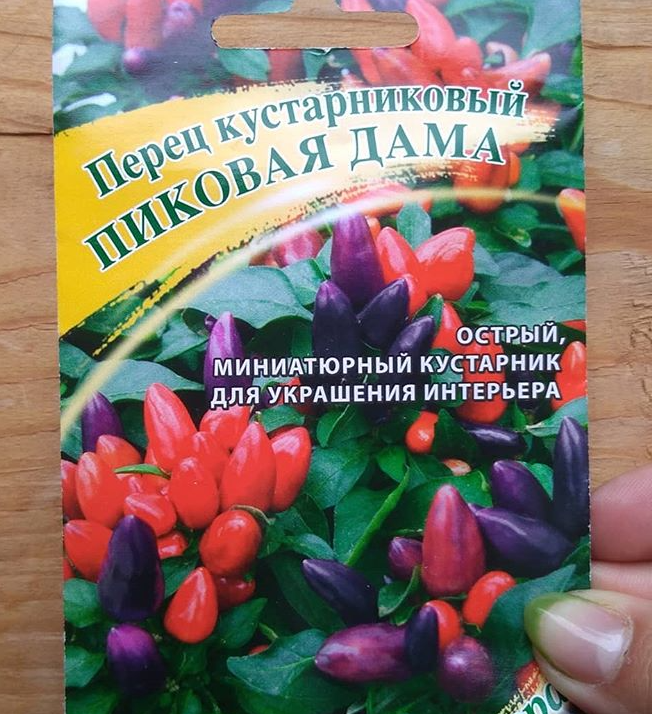 Перец кустарниковый
ПИКОВАЯ ДАМА
ОСТРЫЙ,
МИНИАТЮРНЫЙ КУСТАРНИК
ДЛЯ УКРАШЕНИЯ ИНТЕРЬЕРА